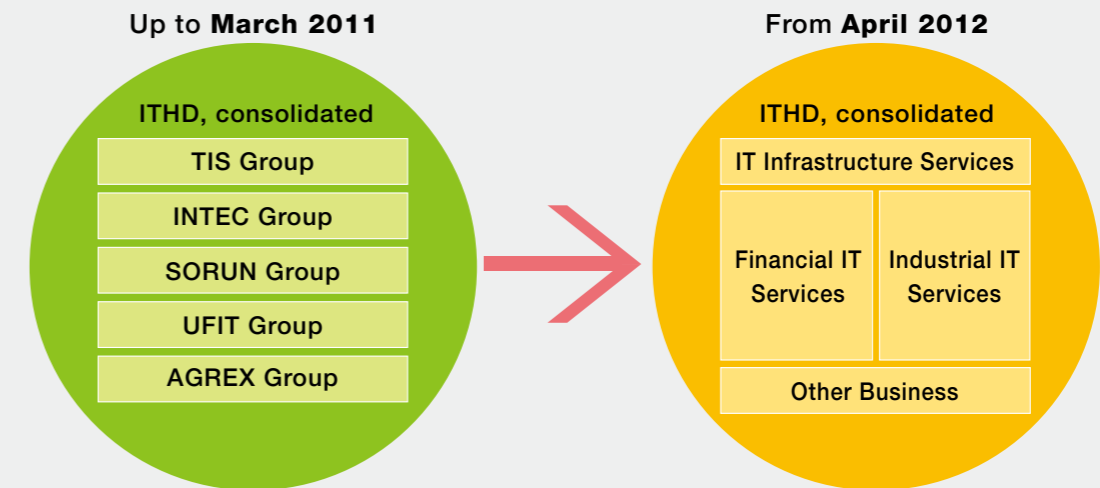 Up to March 2011
ITHD, consolidated
TIS Group
INTEC Group
SORUN Group
UFIT Group
AGREX Group
From April 2012
ITHD, consolidated
IT Infrastructure Services
Financial IT
Services
Industrial IT
Services
Other Business